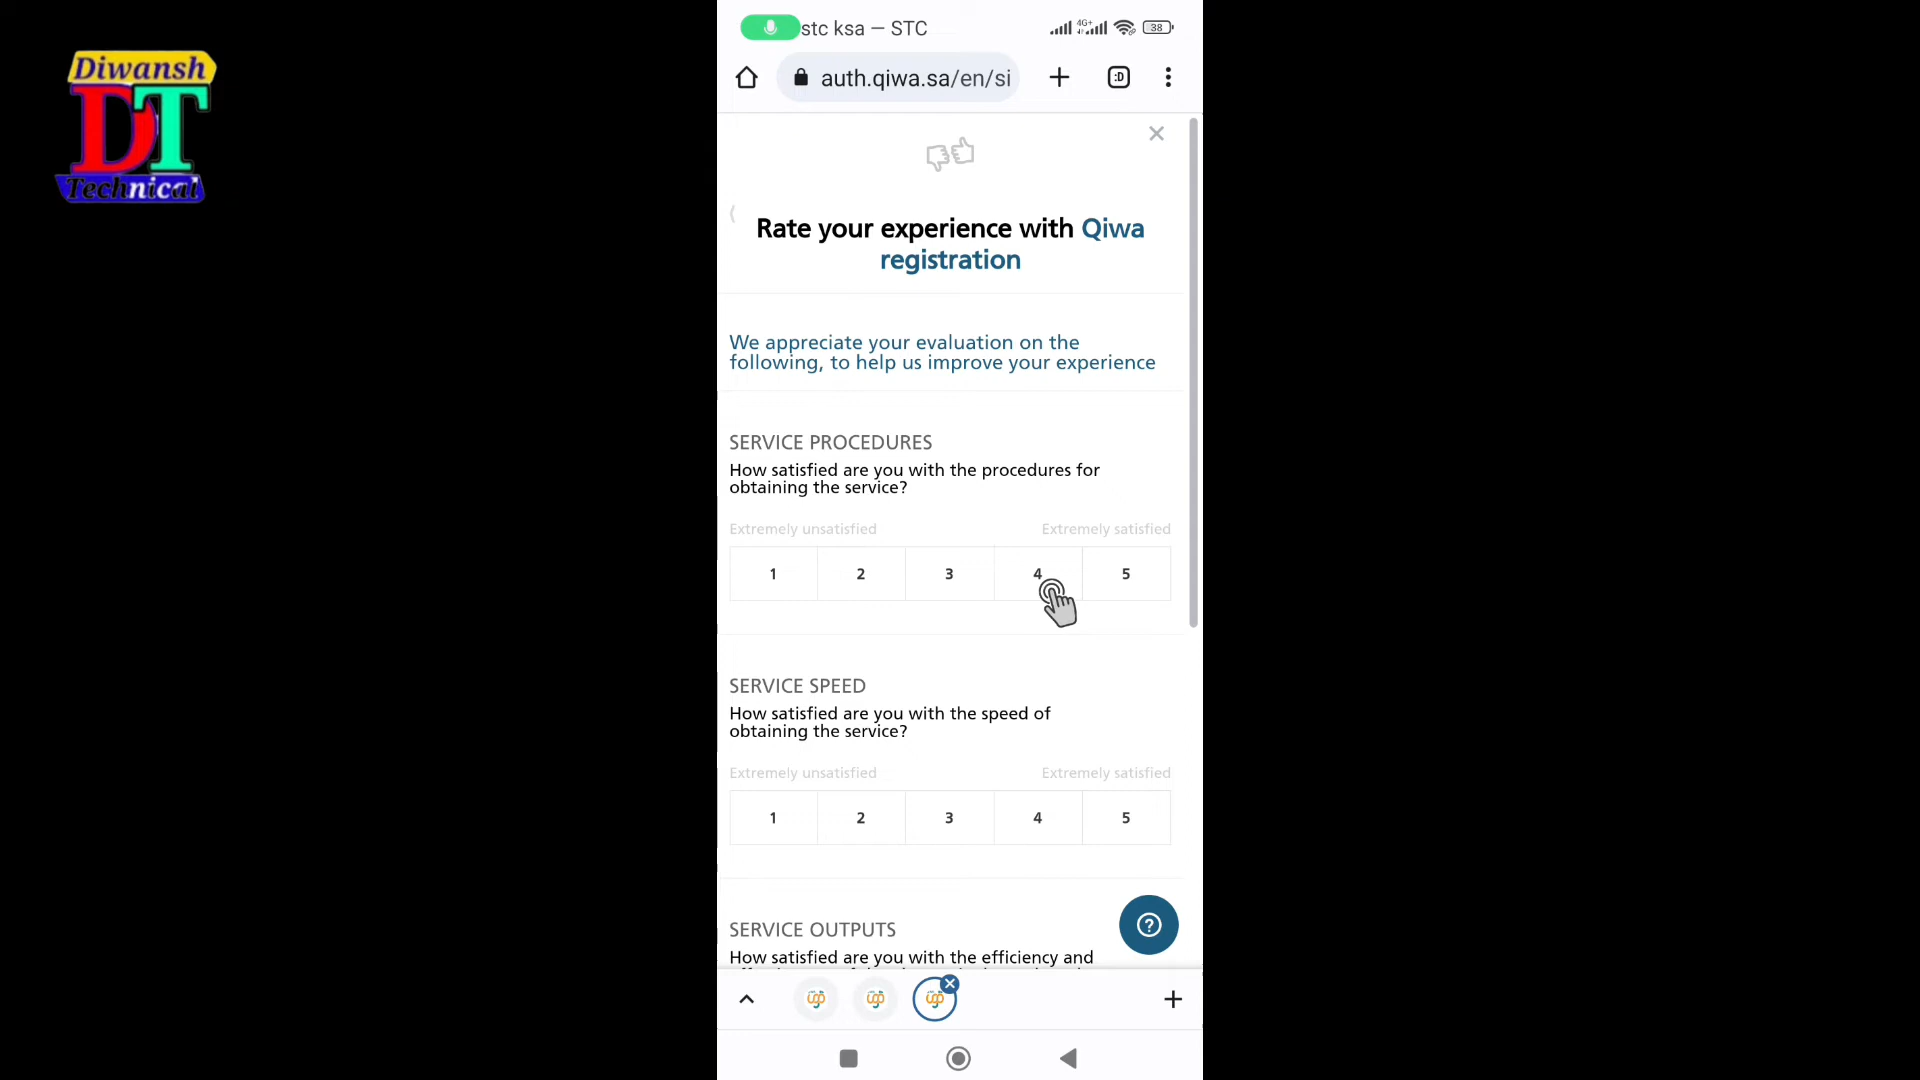 Diwansh
DT
Technical
stc ksa — STC
4G+
38
auth.qiwa.sa/en/si
:D
Rate your experience with Qiwa
registration
We appreciate your evaluation on the
following, to help us improve your experience
SERVICE PROCEDURES
How satisfied are you with the procedures for
obtaining the service?
Extremely unsatisfied Extremely satisfied
1 2 3 4 5
SERVICE SPEED
How satisfied are you with the speed of
obtaining the service?
Extremely unsatisfied Extremely satisfied
1 2 3 4 5
SERVICE OUTPUTS
How satisfied are you with the efficiency and